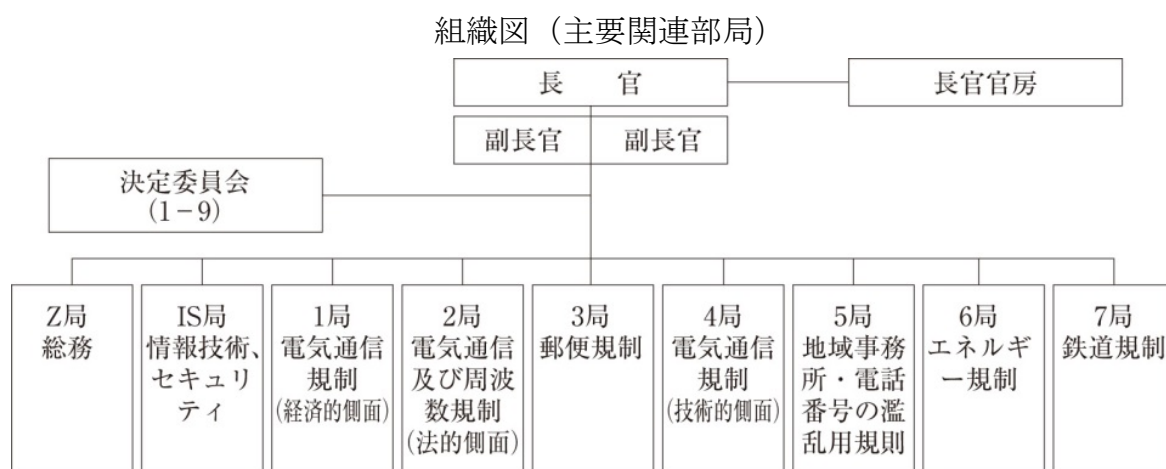 組織図（主要関連部局）
長　官
長官官房
副長官
副長官
決定委員会
(1－9)
Z局
総務
IS局
情報技術、
セキュリ
ティ
1局
電気通信
規制
(経済的側面)
2局
電気通信
及び周波
数規制
(法的側面)
3局
郵便規制
4局
電気通信
規制
(技術的側面)
5局
地域事務
所・電話
番号の濫
乱用規則
6局
エネルギ
ー規制
7局
鉄道規制